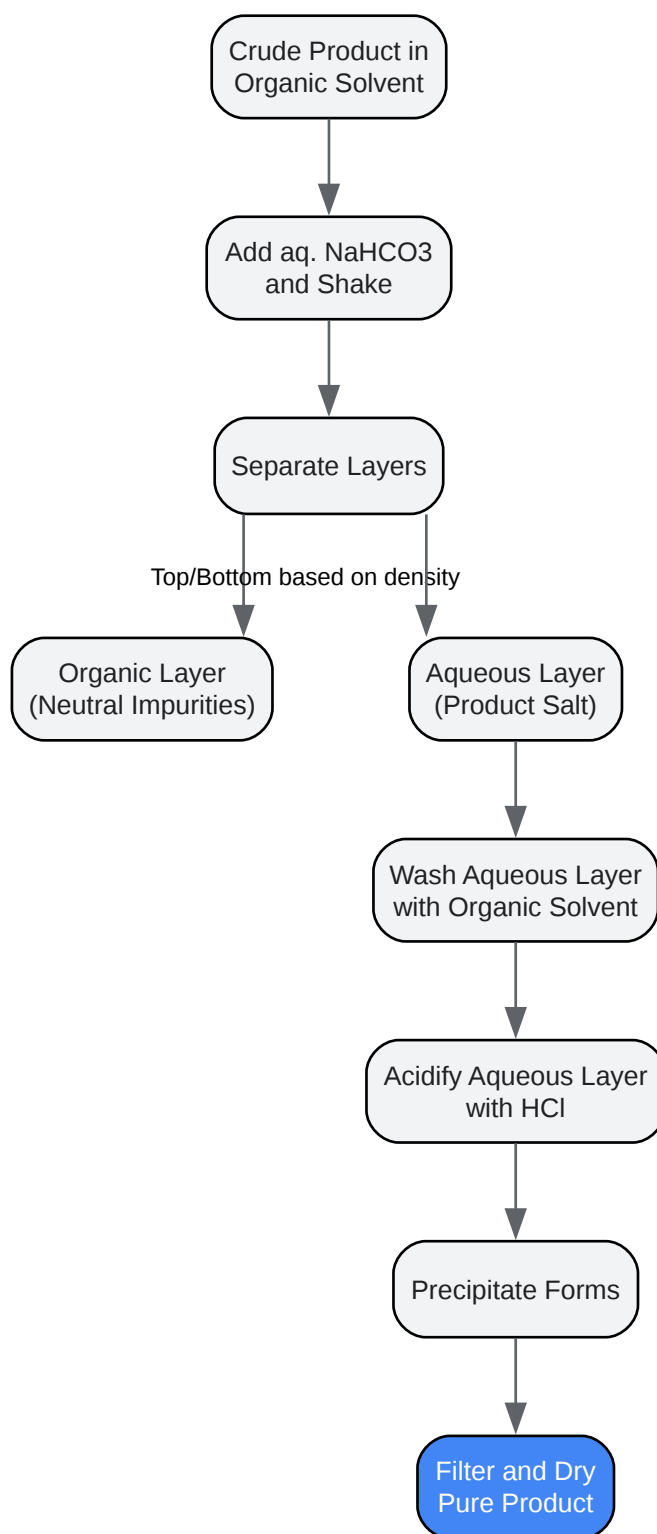 Crude Product in
Organic Solvent
Add aq. NaHCO3
and Shake
Separate Layers
Top/Bottom based on density
Organic Layer
(Neutral Impurities)
Aqueous Layer
(Product Salt)
Wash Aqueous Layer
with Organic Solvent
Acidify Aqueous Layer
with HCl
Precipitate Forms
Filter and Dry
Pure Product